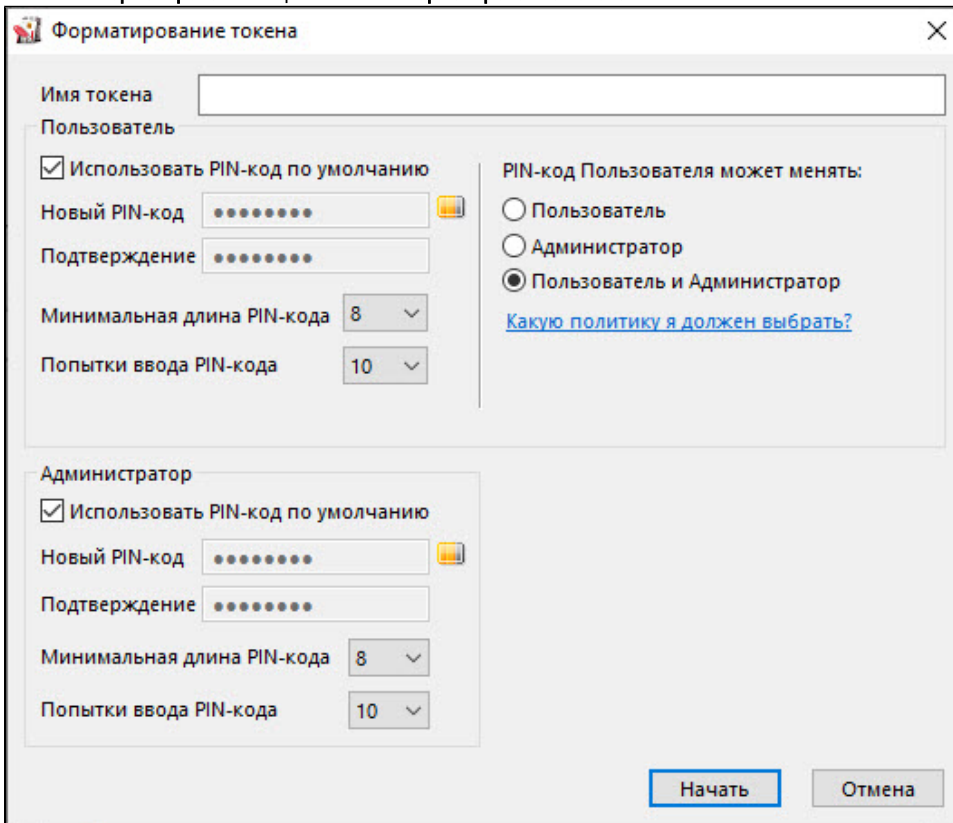 Форматирование токена
Имя токена
Пользователь
Использовать PIN-код по умолчанию
Новый PIN-код ●●●●●●●●
Подтверждение ●●●●●●●●
Минимальная длина PIN-кода 8
Попытки ввода PIN-кода 10
PIN-код Пользователя может менять:
Пользователь
Администратор
Пользователь и Администратор
Какую политику я должен выбрать?
Администратор
Использовать PIN-код по умолчанию
Новый PIN-код ●●●●●●●●
Подтверждение ●●●●●●●●
Минимальная длина PIN-кода 8
Попытки ввода PIN-кода 10
Начать Отмена